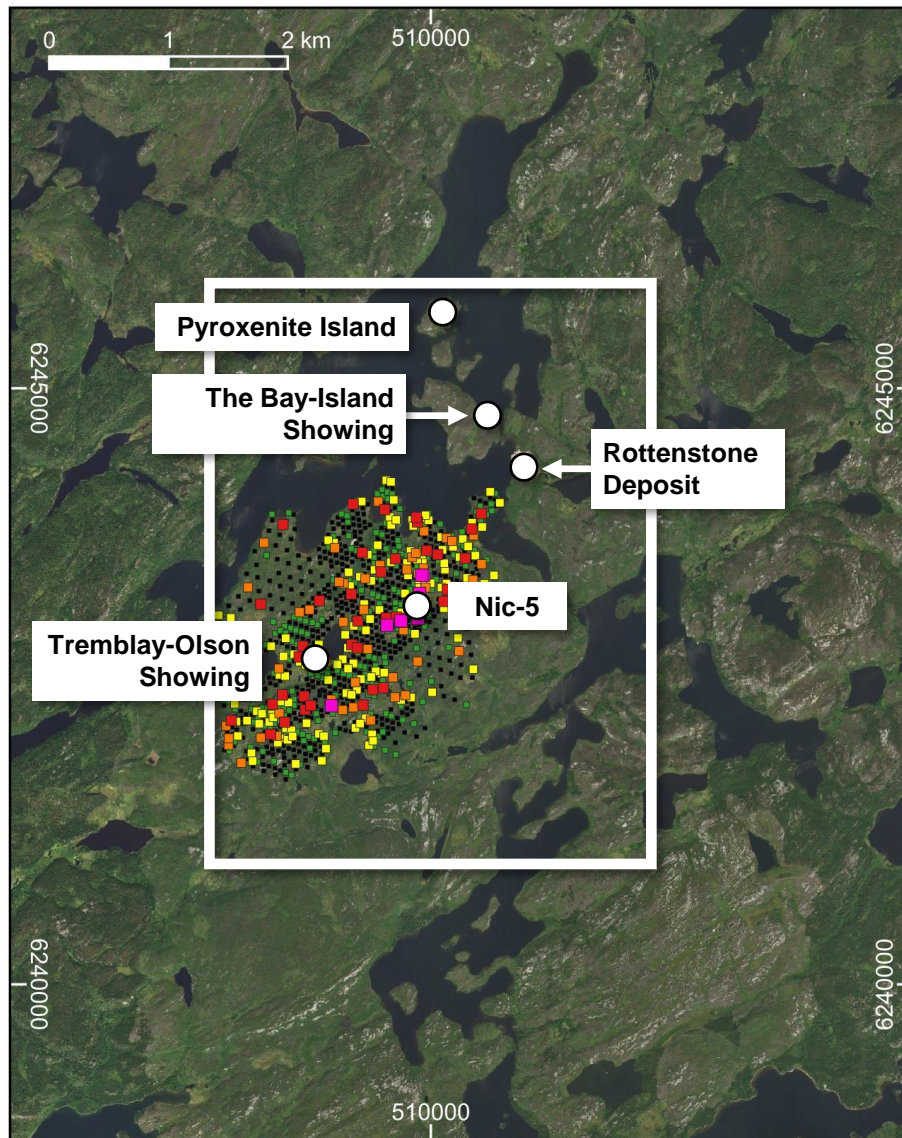 0 1 2 km
510000
Pyroxenite Island
6245000
6245000
The Bay-Island
Showing
Rottenstone
Deposit
Nic-5
Tremblay-Olson
Showing
6240000
6240000
510000